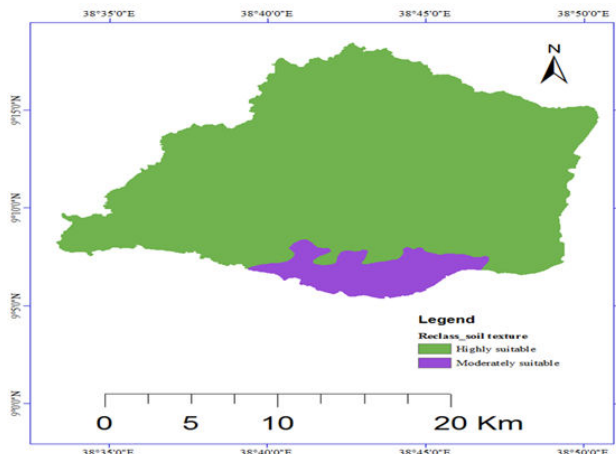 38°35'0"E 38°40'0"E 38°45'0"E 38°50'0"E
N
9°15'0"N
9°10'0"N
9°5'0"N
9°0'0"N
Legend
Reclass_soil texture
Highly suitable
Moderately suitable
0 5 10 20 Km
38°35'0"E 38°40'0"E 38°45'0"E 38°50'0"E